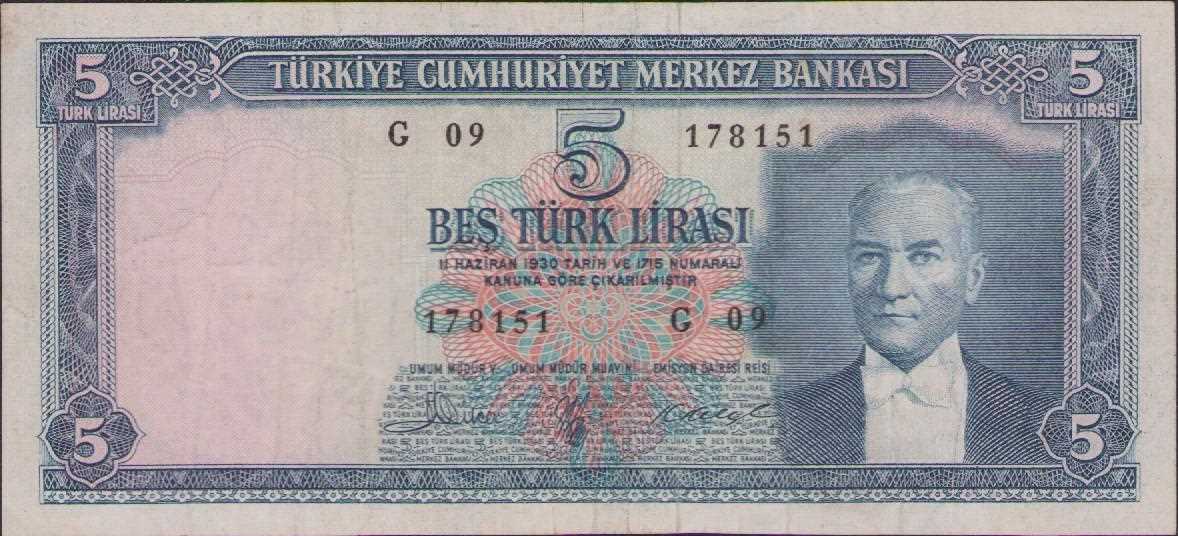 TÜRKİYE CUMHURİYET MERKEZ BANKASI
5 TÜRK LİRASI
5 TÜRK LİRASI
G 09 5 178151
BEŞ TÜRK LİRASI
11 HAZİRAN 1930 TARİH VE 1715 NUMARALI
KANUNA GÖRE ÇIKARILMIŞTIR
178151 G 09
UMUM MÜDÜR V. UMUM MÜDÜR MUAVİNİ EMİSYON DAİRESİ REİSİ
5 5